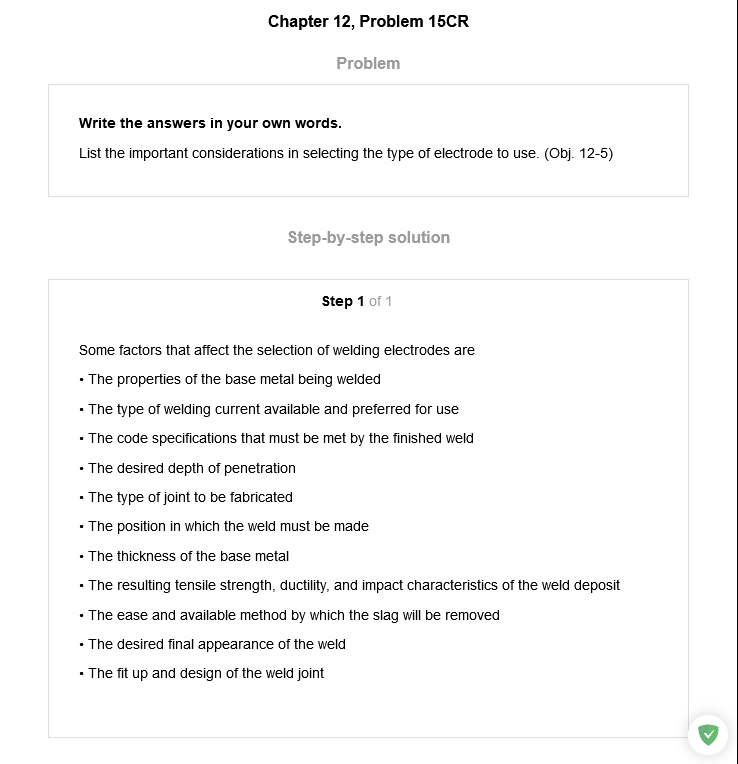 Chapter 12, Problem 15CR
Problem
Write the answers in your own words.
List the important considerations in selecting the type of electrode to use. (Obj. 12-5)
Step-by-step solution
Step 1 of 1
Some factors that affect the selection of welding electrodes are
• The properties of the base metal being welded
• The type of welding current available and preferred for use
• The code specifications that must be met by the finished weld
• The desired depth of penetration
• The type of joint to be fabricated
• The position in which the weld must be made
• The thickness of the base metal
• The resulting tensile strength, ductility, and impact characteristics of the weld deposit
• The ease and available method by which the slag will be removed
• The desired final appearance of the weld
• The fit up and design of the weld joint